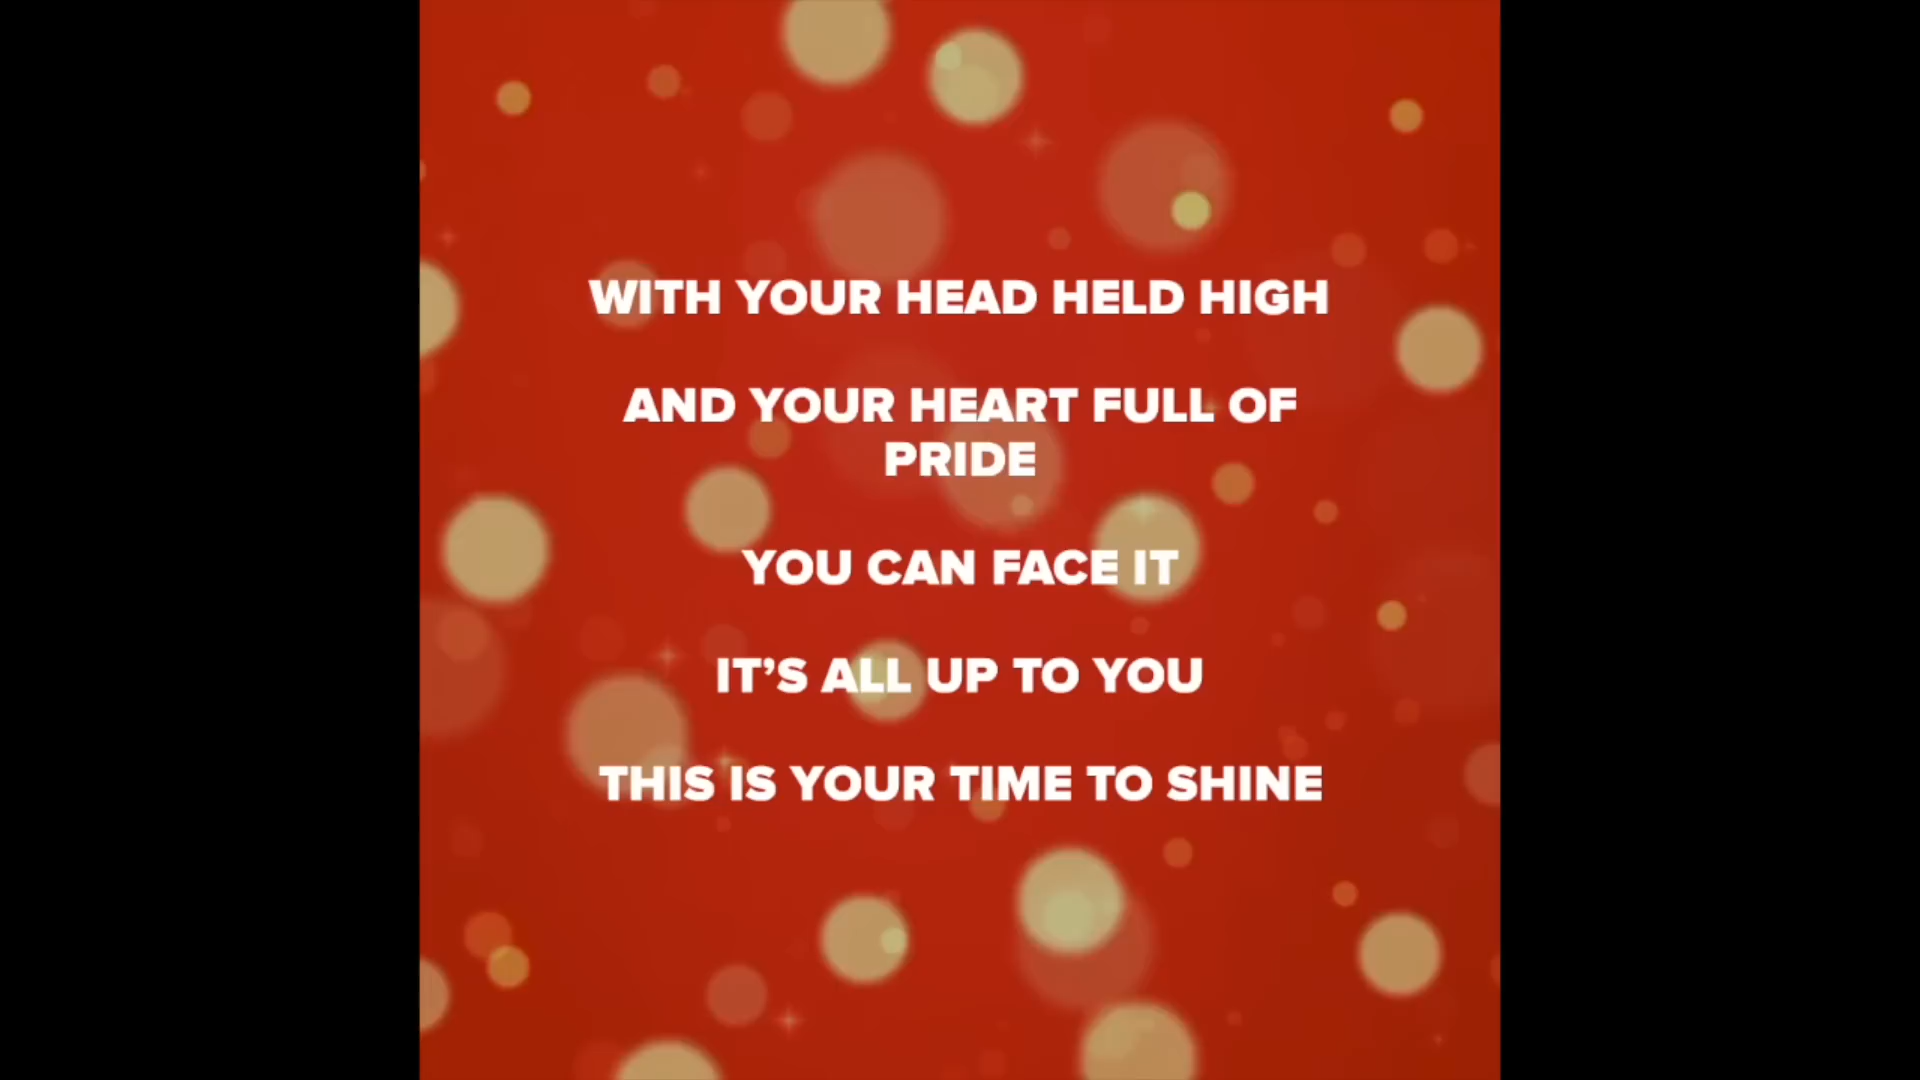 WITH YOUR HEAD HELD HIGH
AND YOUR HEART FULL OF
PRIDE
YOU CAN FACE IT
IT’S ALL UP TO YOU
THIS IS YOUR TIME TO SHINE